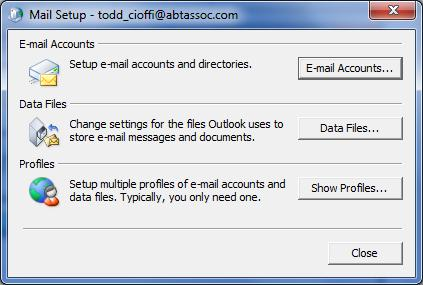 Mail Setup - todd_cioffi@abtassoc.com
E-mail Accounts
Setup e-mail accounts and directories.
E-mail Accounts...
Data Files
Change settings for the files Outlook uses to
store e-mail messages and documents.
Data Files...
Profiles
Setup multiple profiles of e-mail accounts and
data files. Typically, you only need one.
Show Profiles...
Close